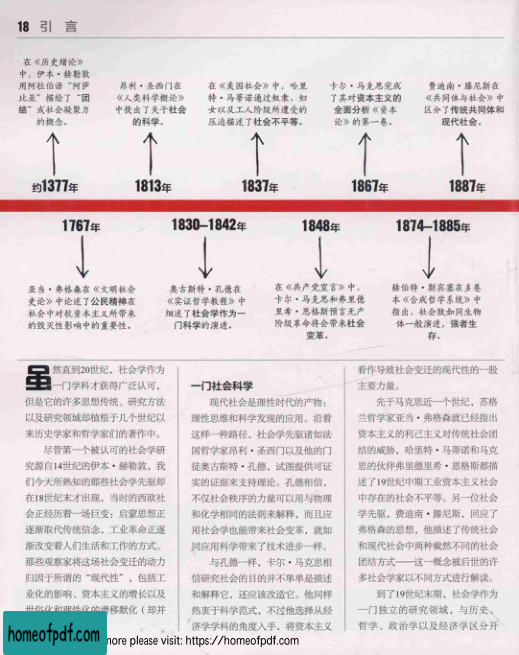 18 引 言
在《历史绪论》
中，伊本·赫勒敦
用阿拉伯语“阿萨
比亚”描绘了“团
结”或社会凝聚力
的概念。
昂利·圣西门在
《人类科学概论》
中提出了关于社会
的科学。
在《美国社会》中，哈里
特·马蒂诺通过奴隶、妇
女以及工人阶级所遭受的
压迫描述了社会不平等。
卡尔·马克思完成
了其对资本主义的
全面分析《资本
论》的第一卷。
费迪南·滕尼斯在
《共同体与社会》中
区分了传统共同体和
现代社会。
约1377年
1813年
1837年
1867年
1887年
1767年
1830–1842年
1848年
1874–1885年
亚当·弗格森在《文明社会
史论》中论述了公民精神在
社会中对抗资本主义所带来
的毁灭性影响中的重要性。
奥古斯特·孔德在
《实证哲学教程》中
细述了社会学作为一
门科学的演进。
在《共产党宣言》中，
卡尔·马克思和弗里德
里希·恩格斯预言无产
阶级革命将会带来社会
变革。
赫伯特·斯宾塞在多卷
本《合成哲学系统》中
指出，社会就如同生物
体一般演进，强者生
存。
虽然直到20世纪，社会学作为
一门学科才获得广泛认可，
但是它的许多思想传统、研究方法
以及研究领域却植根于几个世纪以
来历史学家和哲学家们的著作中。
尽管第一个被认可的社会学研
究源自14世纪的伊本·赫勒敦，我
们今天所熟知的那些社会学先驱却
在18世纪末才出现，当时的西欧社
会正经历着一场巨变；启蒙思想正
逐渐取代传统信念，工业革命正逐
渐改变着人们生活和工作的方式。
那些观察家将这场社会变迁的动力
归因于所谓的“现代性”，包括工
业化的影响、资本主义的增长以及
世俗化和理性化的潜移默化（却并
一门社会科学
现代社会是理性时代的产物：
理性思维和科学发现的应用。沿着
这样一种路径，社会学先驱诸如法
国哲学家昂利·圣西门以及他的门
徒奥古斯特·孔德，试图提供可证
实的证据来支持理论。孔德相信，
不仅社会秩序的力量可以用与物理
和化学相同的法则来解释，而且应
用社会学也能带来社会变革，就如
同应用科学带来了技术进步一样。
与孔德一样，卡尔·马克思相
信研究社会的目的并不单单是描述
和解释它，还应该改造它。他同样
热衷于科学范式，不过他选择从经
济学学科的角度入手，将资本主义
看作导致社会变迁的现代性的一股
主要力量。
先于马克思近一个世纪，苏格
兰哲学家亚当·弗格森就已经指出
资本主义的利己主义对传统社会团
结的威胁，哈里特·马蒂诺和马克
思的伙伴弗里德里希·恩格斯都描
述了19世纪中期工业资本主义社会
中存在的社会不平等。另一位社会
学先驱，费迪南·滕尼斯，回应了
弗格森的思想，他描述了传统社会
和现代社会中两种截然不同的社会
团结方式——这一概念被后世的许
多社会学家以不同方式进行解读。
到了19世纪末期，社会学作为
一门独立的研究领域，与历史、
哲学、政治学以及经济学区分开
homeofpdf.com
more please visit: https://homeofpdf.com